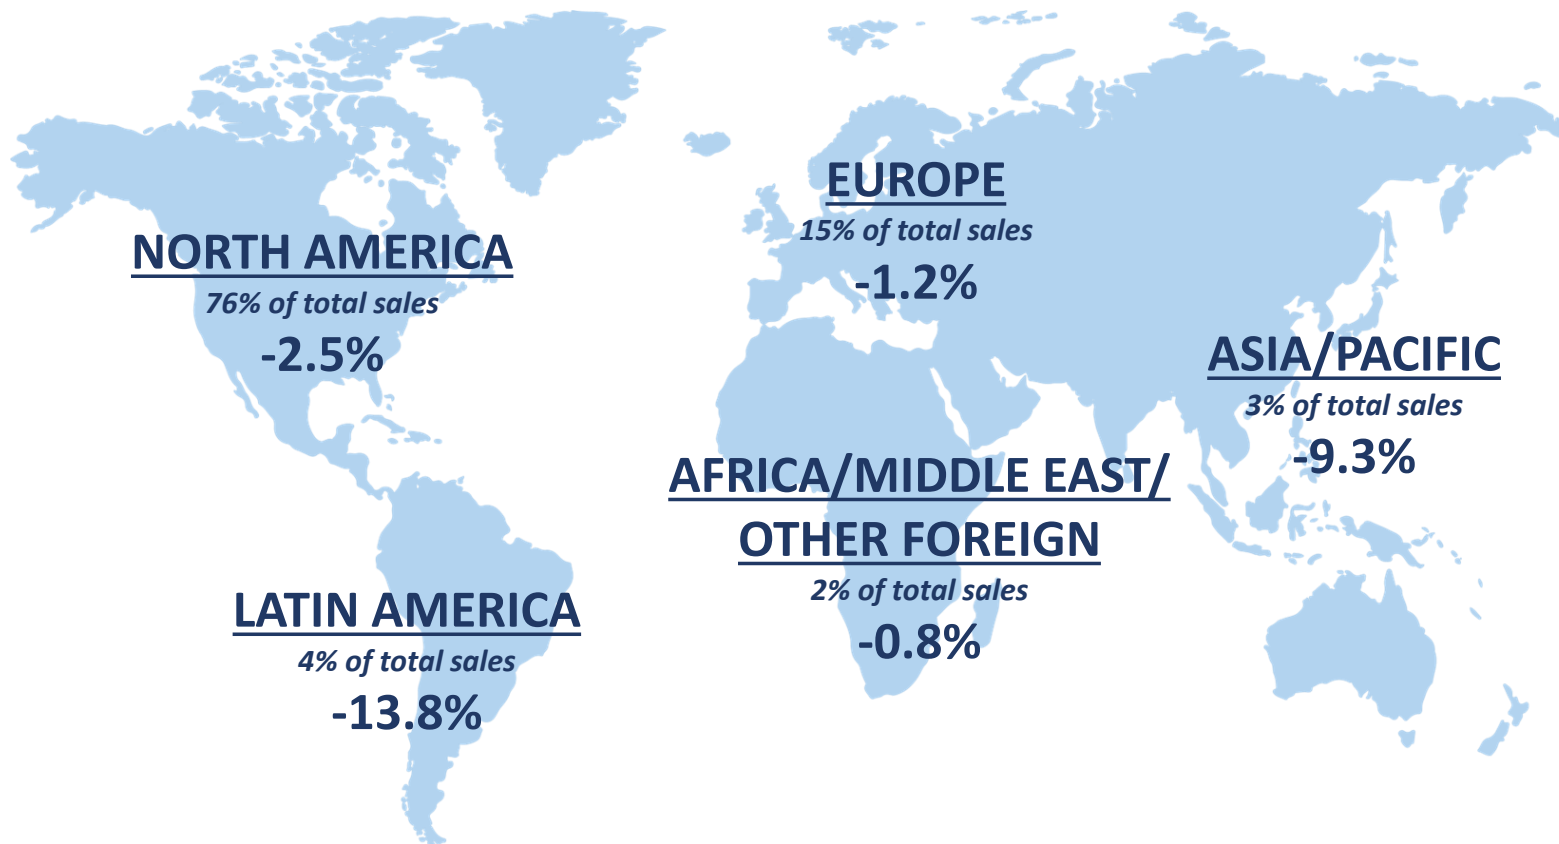 NORTH AMERICA
76% of total sales
-2.5%
EUROPE
15% of total sales
-1.2%
ASIA/PACIFIC
3% of total sales
-9.3%
AFRICA/MIDDLE EAST/
OTHER FOREIGN
2% of total sales
-0.8%
LATIN AMERICA
4% of total sales
-13.8%